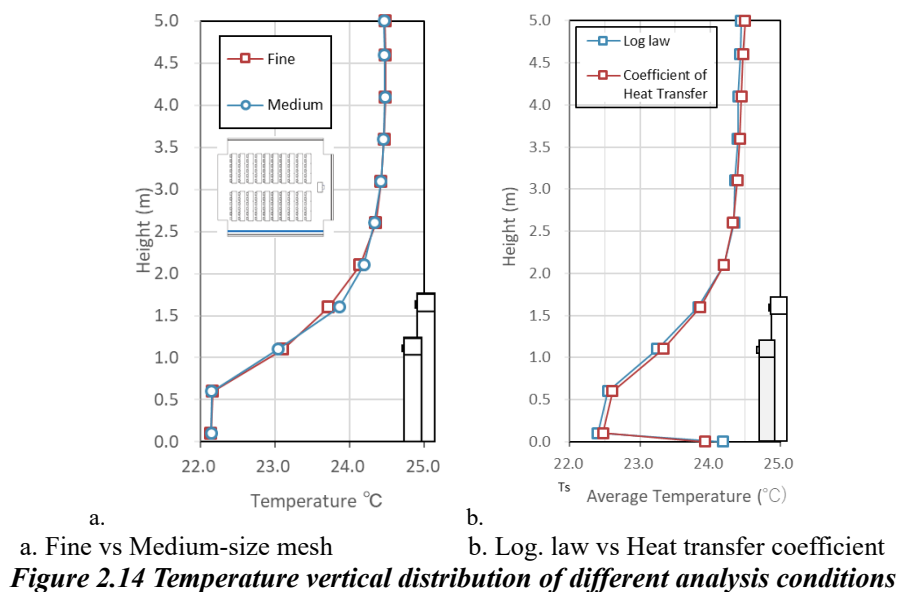 5.0
4.5
4.0
3.5
3.0
2.5
2.0
1.5
1.0
0.5
0.0
Height (m)
Fine
Medium
22.0 23.0 24.0 25.0
Temperature ℃
a.
5.0
4.5
4.0
3.5
3.0
2.5
2.0
1.5
1.0
0.5
0.0
Height (m)
Log law
Coefficient of
Heat Transfer
22.0 23.0 24.0 25.0
Ts Average Temperature (℃)
b.
a. Fine vs Medium-size mesh b. Log. law vs Heat transfer coefficient
Figure 2.14 Temperature vertical distribution of different analysis conditions